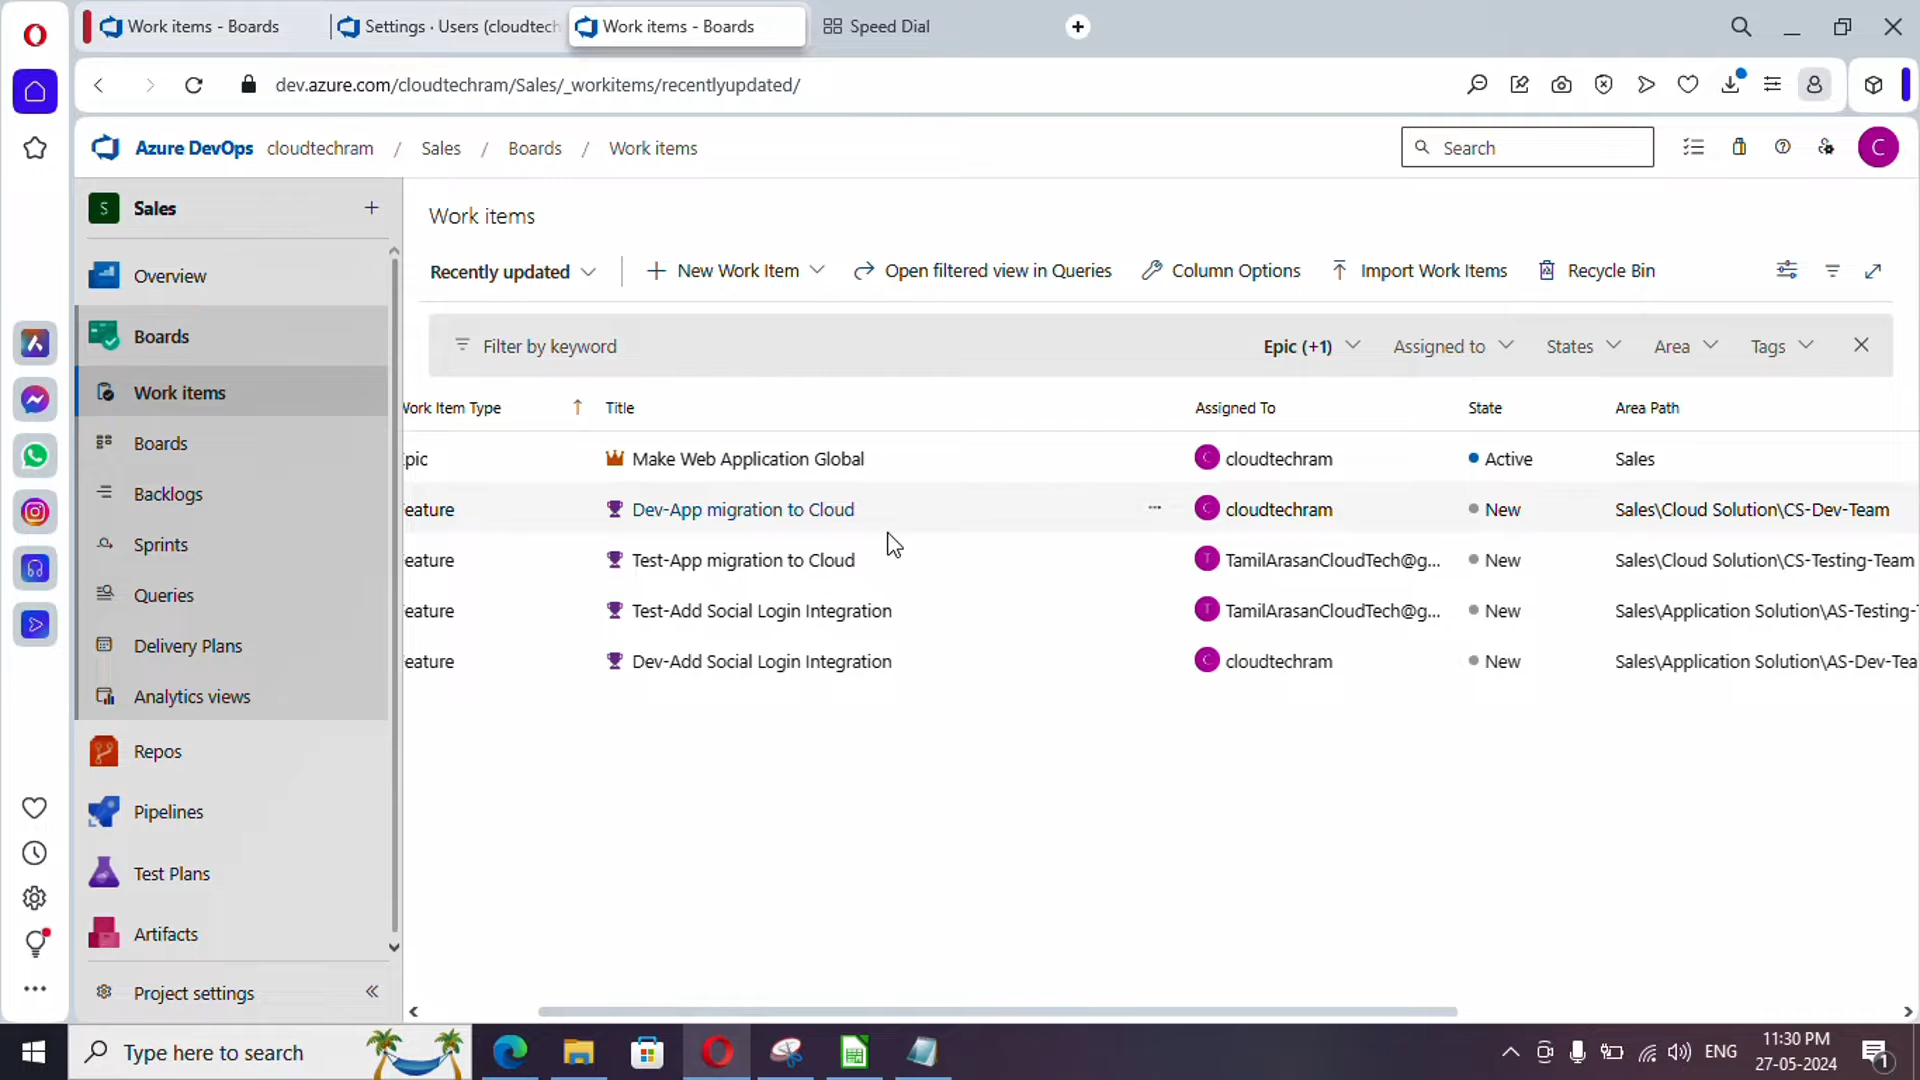 Work items - Boards
Settings · Users (cloudtech
Work items - Boards
Speed Dial
dev.azure.com/cloudtechram/Sales/_workitems/recentlyupdated/
Azure DevOps cloudtechram / Sales / Boards / Work items
Search
C
S Sales
Overview
Boards
Work items
Boards
Backlogs
Sprints
Queries
Delivery Plans
Analytics views
Repos
Pipelines
Test Plans
Artifacts
Project settings
Work items
Recently updated
New Work Item
Open filtered view in Queries
Column Options
Import Work Items
Recycle Bin
Filter by keyword
Epic (+1)
Assigned to
States
Area
Tags
Work Item Type Title Assigned To State Area Path
pic Make Web Application Global C cloudtechram Active Sales
eature Dev-App migration to Cloud C cloudtechram New Sales\Cloud Solution\CS-Dev-Team
eature Test-App migration to Cloud T TamilArasanCloudTech@g... New Sales\Cloud Solution\CS-Testing-Team
eature Test-Add Social Login Integration T TamilArasanCloudTech@g... New Sales\Application Solution\AS-Testing-
eature Dev-Add Social Login Integration C cloudtechram New Sales\Application Solution\AS-Dev-Tea
Type here to search
ENG
11:30 PM
27-05-2024
1